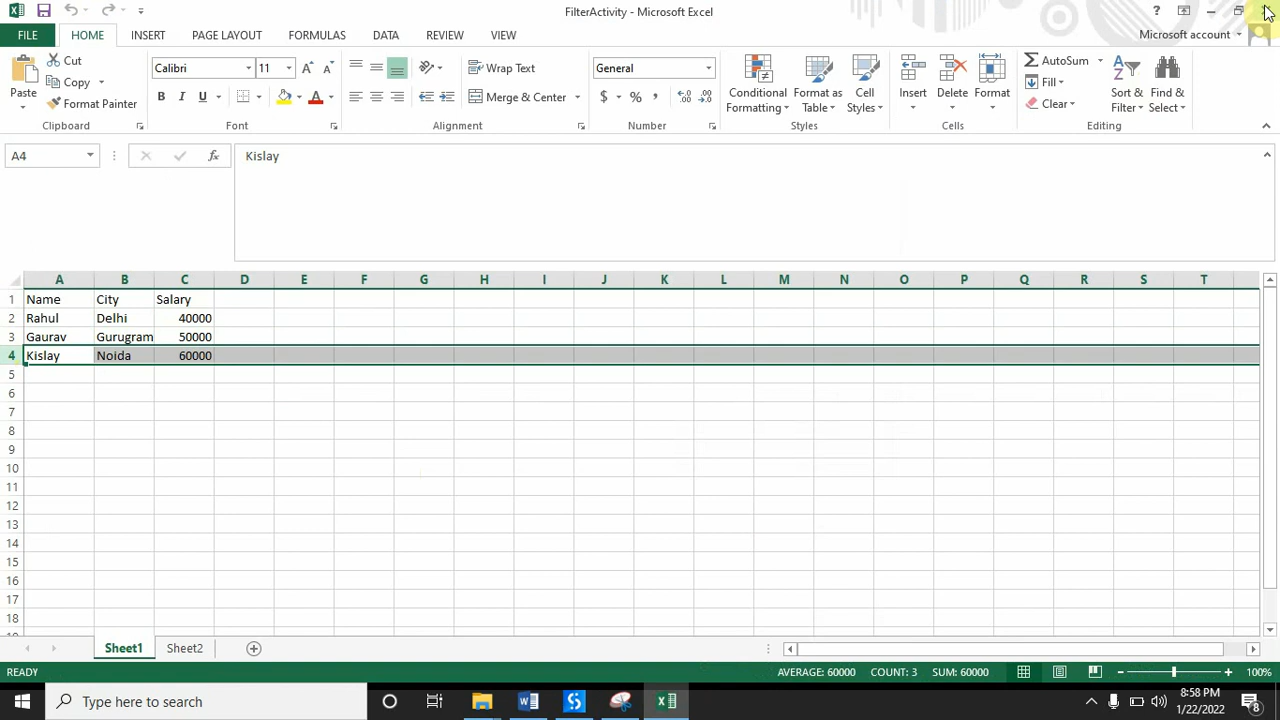 FilterActivity - Microsoft Excel
FILE HOME INSERT PAGE LAYOUT FORMULAS DATA REVIEW VIEW Microsoft account
Paste Cut Copy Format Painter Clipboard
Calibri 11 B I U A Font
Wrap Text Merge & Center Alignment
General $ % , Number
Conditional Formatting Format as Table Cell Styles Styles
Insert Delete Format Cells
AutoSum Fill Clear Sort & Filter Find & Select Editing
A4 fx Kislay
A B C D E F G H I J K L M N O P Q R S T
1 Name City Salary
2 Rahul Delhi 40000
3 Gaurav Gurugram 50000
4 Kislay Noida 60000
5
6
7
8
9
10
11
12
13
14
15
16
17
18
Sheet1 Sheet2
READY AVERAGE: 60000 COUNT: 3 SUM: 60000 100%
Type here to search
8:58 PM
1/22/2022
8